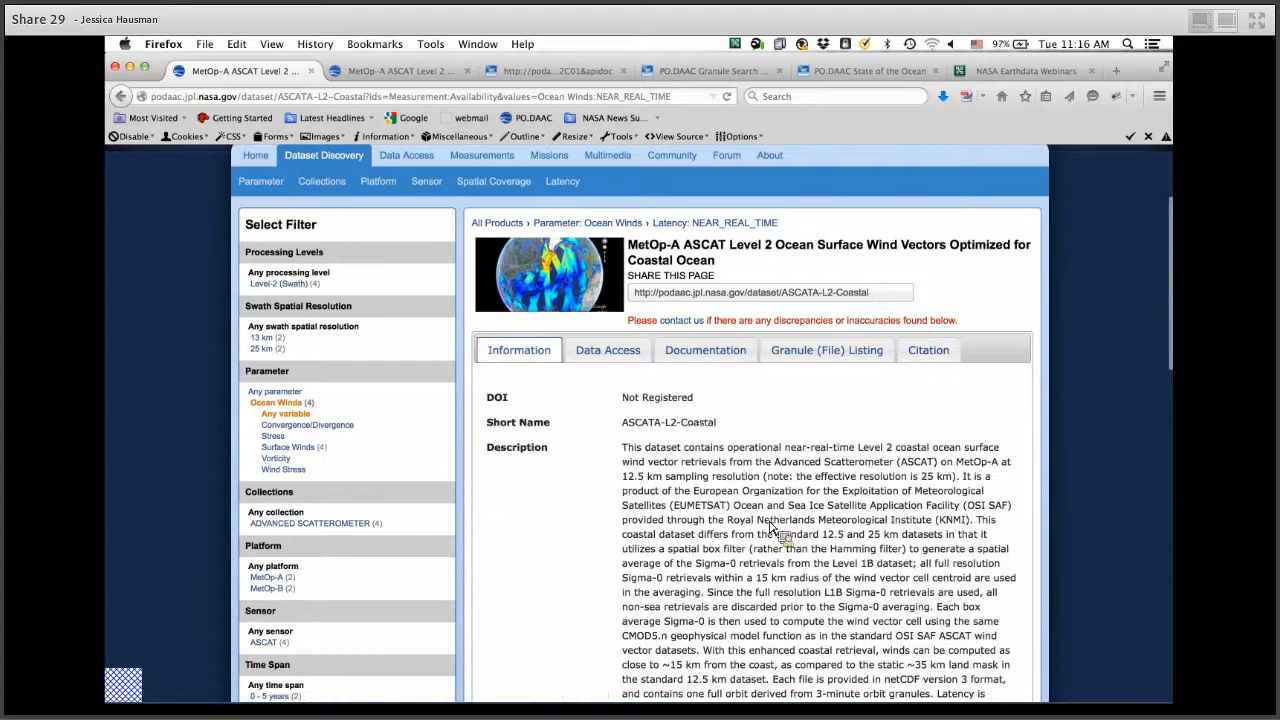 Share 29 - Jessica Hausman
Firefox File Edit View History Bookmarks Tools Window Help 97% Tue 11:16 AM
MetOp-A ASCAT Level 2 ... MetOp-A ASCAT Level 2 ... http://poda...2C01&apidoc PO.DAAC Granule Search ... PO.DAAC State of the Ocean NASA Earthdata Webinars
podaac.jpl.nasa.gov/dataset/ASCATA-L2-Coastal?ids=Measurement:Availability&values=Ocean Winds:NEAR_REAL_TIME Search
Most Visited Getting Started Latest Headlines Google webmail PO.DAAC NASA News Su...
Disable Cookies CSS Forms Images Information Miscellaneous Outline Resize Tools View Source Options
Home Dataset Discovery Data Access Measurements Missions Multimedia Community Forum About
Parameter Collections Platform Sensor Spatial Coverage Latency
Select Filter
Processing Levels
Any processing level
Level-2 (Swath) (4)
Swath Spatial Resolution
Any swath spatial resolution
13 km (2)
25 km (2)
Parameter
Any parameter
Ocean Winds (4)
Any variable
Convergence/Divergence
Stress
Surface Winds (4)
Vorticity
Wind Stress
Collections
Any collection
ADVANCED SCATTEROMETER (4)
Platform
Any platform
MetOp-A (2)
MetOp-B (2)
Sensor
Any sensor
ASCAT (4)
Time Span
Any time span
0 - 5 years (2)
All Products › Parameter: Ocean Winds › Latency: NEAR_REAL_TIME
MetOp-A ASCAT Level 2 Ocean Surface Wind Vectors Optimized for
Coastal Ocean
SHARE THIS PAGE
http://podaac.jpl.nasa.gov/dataset/ASCATA-L2-Coastal
Please contact us if there are any discrepancies or inaccuracies found below.
Information Data Access Documentation Granule (File) Listing Citation
DOI Not Registered
Short Name ASCATA-L2-Coastal
Description This dataset contains operational near-real-time Level 2 coastal ocean surface
wind vector retrievals from the Advanced Scatterometer (ASCAT) on MetOp-A at
12.5 km sampling resolution (note: the effective resolution is 25 km). It is a
product of the European Organization for the Exploitation of Meteorological
Satellites (EUMETSAT) Ocean and Sea Ice Satellite Application Facility (OSI SAF)
provided through the Royal Netherlands Meteorological Institute (KNMI). This
coastal dataset differs from the standard 12.5 and 25 km datasets in that it
utilizes a spatial box filter (rather than the Hamming filter) to generate a spatial
average of the Sigma-0 retrievals from the Level 1B dataset; all full resolution
Sigma-0 retrievals within a 15 km radius of the wind vector cell centroid are used
in the averaging. Since the full resolution L1B Sigma-0 retrievals are used, all
non-sea retrievals are discarded prior to the Sigma-0 averaging. Each box
average Sigma-0 is then used to compute the wind vector cell using the same
CMOD5.n geophysical model function as in the standard OSI SAF ASCAT wind
vector datasets. With this enhanced coastal retrieval, winds can be computed as
close to ~15 km from the coast, as compared to the static ~35 km land mask in
the standard 12.5 km dataset. Each file is provided in netCDF version 3 format,
and contains one full orbit derived from 3-minute orbit granules. Latency is